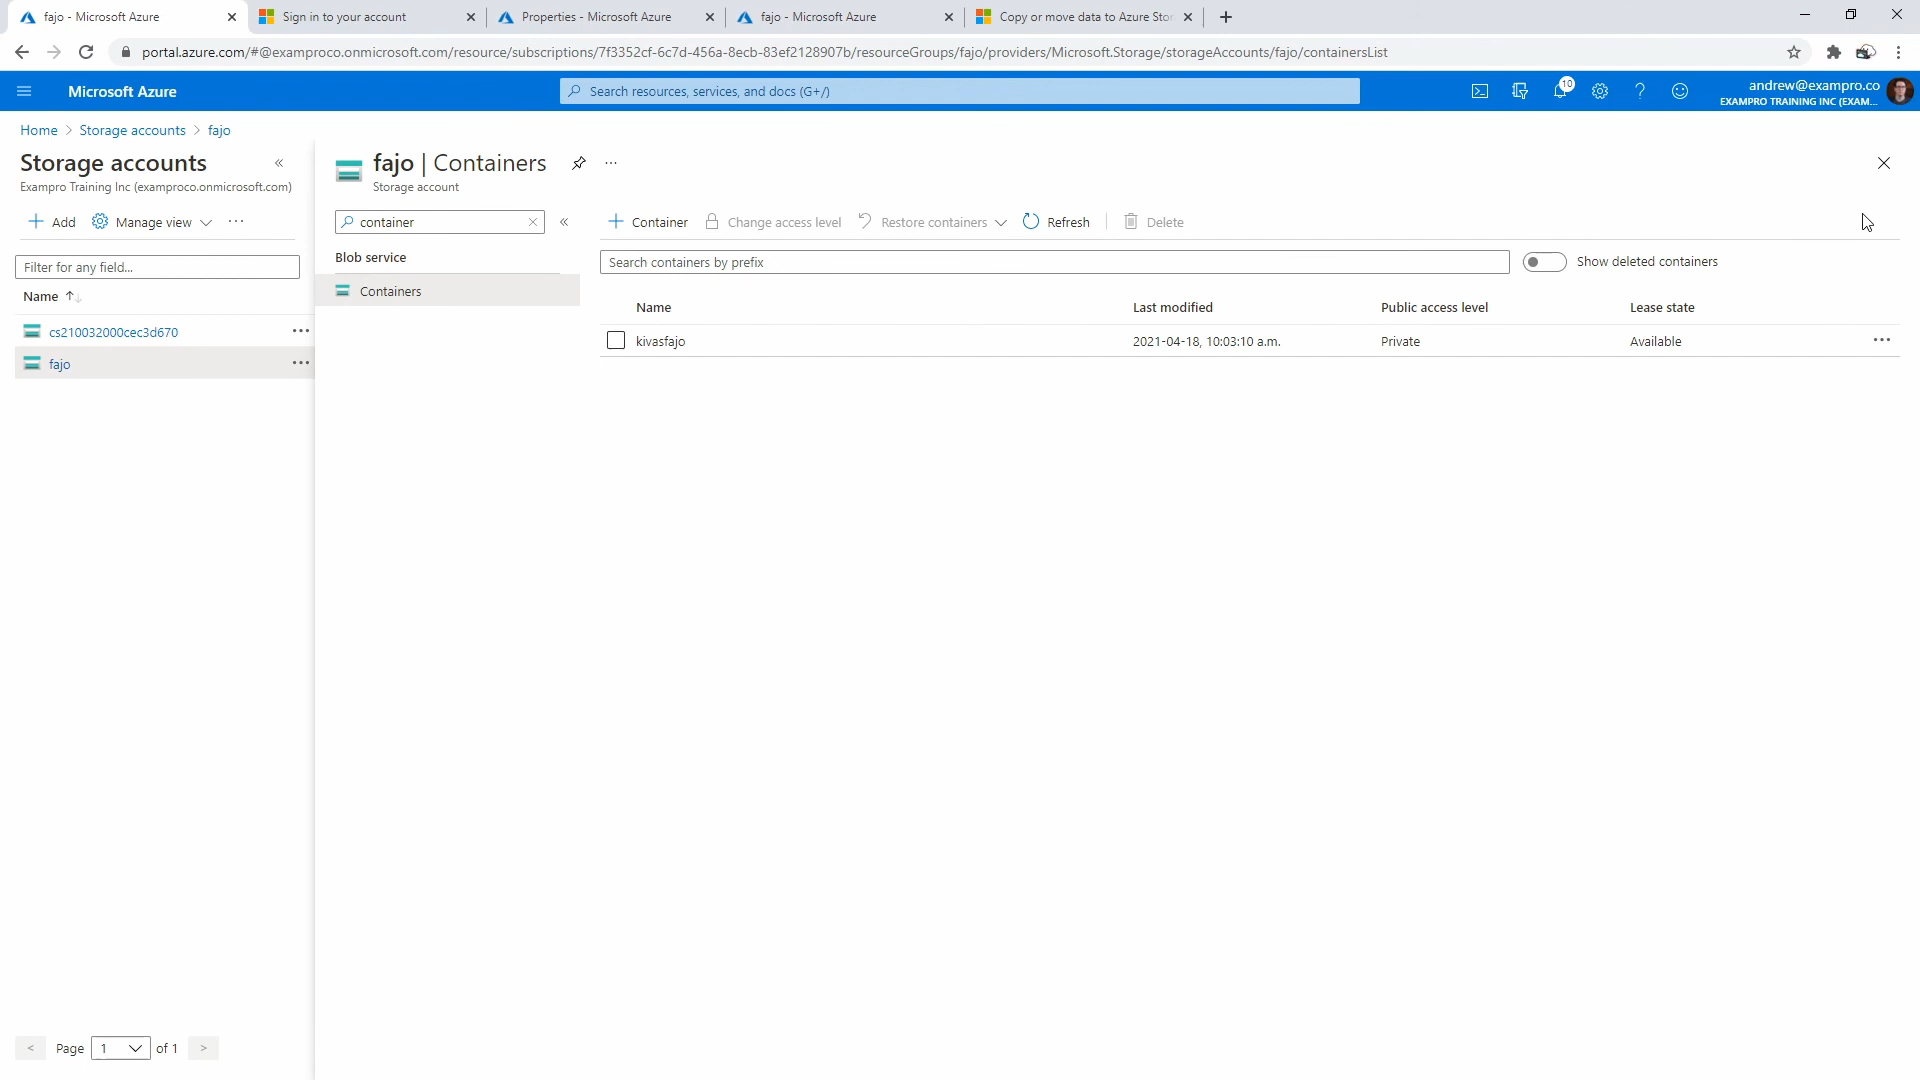 fajo - Microsoft Azure
Sign in to your account
Properties - Microsoft Azure
fajo - Microsoft Azure
Copy or move data to Azure Stor
portal.azure.com/#@examproco.onmicrosoft.com/resource/subscriptions/7f3352cf-6c7d-456a-8ecb-83ef2128907b/resourceGroups/fajo/providers/Microsoft.Storage/storageAccounts/fajo/containersList
Microsoft Azure
Search resources, services, and docs (G+/)
10
andrew@exampro.co
EXAMPRO TRAINING INC (EXAM...
Home > Storage accounts > fajo
Storage accounts
Exampro Training Inc (examproco.onmicrosoft.com)
+ Add Manage view ...
Filter for any field...
Name ↑↓
cs210032000cec3d670 ...
fajo ...
< Page 1 of 1 >
fajo | Containers ...
Storage account
container
Blob service
Containers
+ Container Change access level Restore containers Refresh Delete
Search containers by prefix
Show deleted containers
Name Last modified Public access level Lease state
kivasfajo 2021-04-18, 10:03:10 a.m. Private Available ...